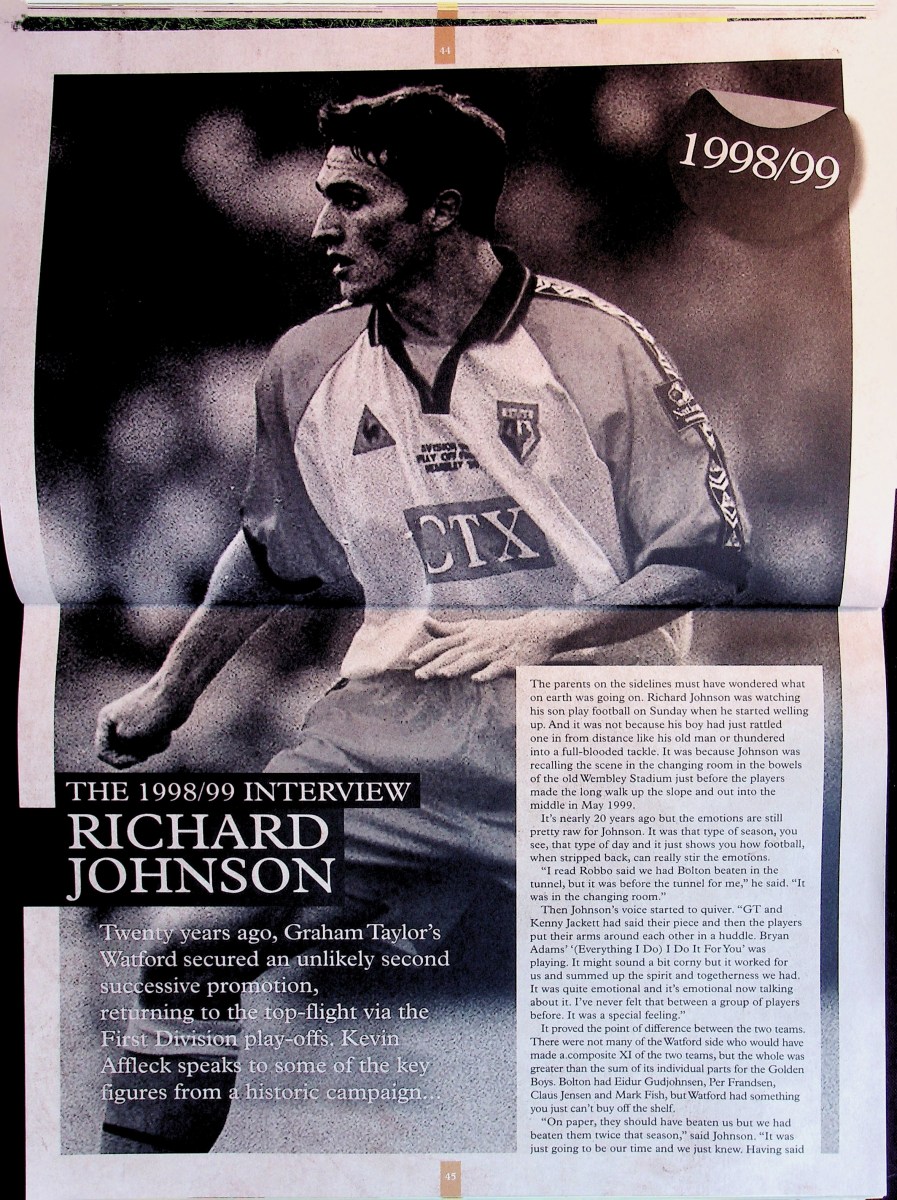 44
1998/99
Nationwide
DIVISION
PLAY OFF
WEMBLEY
CTX
THE 1998/99 INTERVIEW
RICHARD
JOHNSON
Twenty years ago, Graham Taylor's
Watford secured an unlikely second
successive promotion,
returning to the top-flight via the
First Division play-offs. Kevin
Affleck speaks to some of the key
figures from a historic campaign...
The parents on the sidelines must have wondered what
on earth was going on. Richard Johnson was watching
his son play football on Sunday when he started welling
up. And it was not because his boy had just rattled
one in from distance like his old man or thundered
into a full-blooded tackle. It was because Johnson was
recalling the scene in the changing room in the bowels
of the old Wembley Stadium just before the players
made the long walk up the slope and out into the
middle in May 1999.
It's nearly 20 years ago but the emotions are still
pretty raw for Johnson. It was that type of season, you
see, that type of day and it just shows you how football,
when stripped back, can really stir the emotions.
"I read Robbo said we had Bolton beaten in the
tunnel, but it was before the tunnel for me," he said. "It
was in the changing room."
Then Johnson's voice started to quiver. "GT and
Kenny Jackett had said their piece and then the players
put their arms around each other in a huddle. Bryan
Adams' '(Everything I Do) I Do It For You' was
playing. It might sound a bit corny but it worked for
us and summed up the spirit and togetherness we had.
It was quite emotional and it's emotional now talking
about it. I've never felt that between a group of players
before. It was a special feeling."
It proved the point of difference between the two teams.
There were not many of the Watford side who would have
made a composite XI of the two teams, but the whole was
greater than the sum of its individual parts for the Golden
Boys. Bolton had Eidur Gudjohnsen, Per Frandsen,
Claus Jensen and Mark Fish, but Watford had something
you just can't buy off the shelf.
"On paper, they should have beaten us but we had
beaten them twice that season," said Johnson. "It was
just going to be our time and we just knew. Having said
45